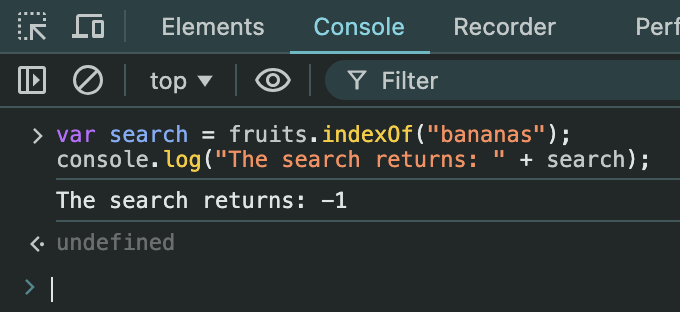 Elements Console Recorder Perf
top ▼ Filter
> var search = fruits.indexOf("bananas");
console.log("The search returns: " + search);
The search returns: -1
<· undefined
>